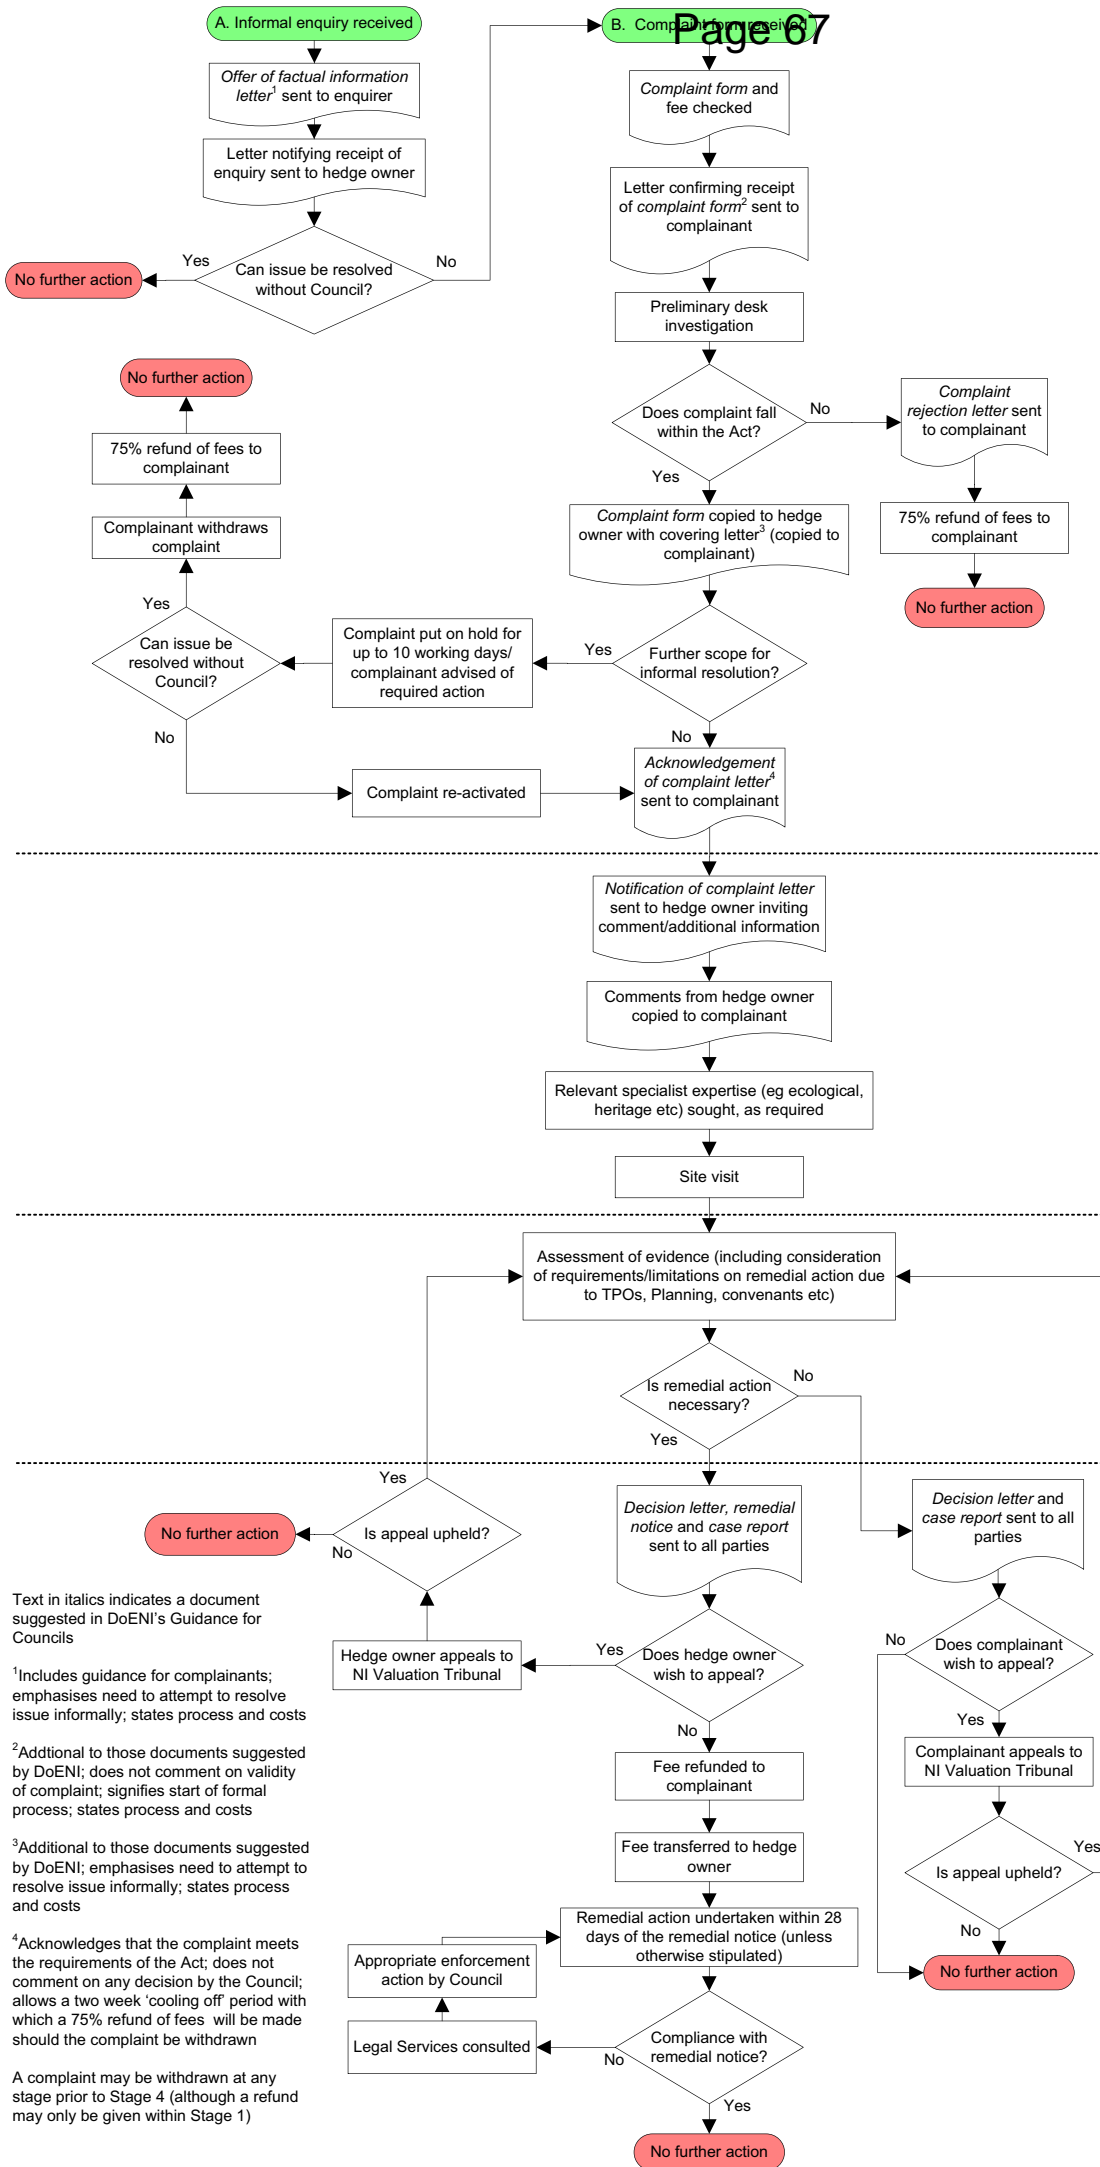 Page 67
A. Informal enquiry received
Offer of factual information
letter1 sent to enquirer
Letter notifying receipt of
enquiry sent to hedge owner
Can issue be resolved
without Council?
Yes
No
No further action
B. Complaint form received
Complaint form and
fee checked
Letter confirming receipt
of complaint form2 sent to
complainant
Preliminary desk
investigation
Does complaint fall
within the Act?
No
Yes
Complaint
rejection letter sent
to complainant
75% refund of fees to
complainant
No further action
Complaint form copied to hedge
owner with covering letter3 (copied to
complainant)
Further scope for
informal resolution?
Yes
No
Complaint put on hold for
up to 10 working days/
complainant advised of
required action
Can issue be
resolved without
Council?
Yes
No
Complainant withdraws
complaint
75% refund of fees to
complainant
No further action
Complaint re-activated
Acknowledgement
of complaint letter4
sent to complainant
Notification of complaint letter
sent to hedge owner inviting
comment/additional information
Comments from hedge owner
copied to complainant
Relevant specialist expertise (eg ecological,
heritage etc) sought, as required
Site visit
Assessment of evidence (including consideration
of requirements/limitations on remedial action due
to TPOs, Planning, convenants etc)
Is remedial action
necessary?
No
Yes
Decision letter, remedial
notice and case report
sent to all parties
Decision letter and
case report sent to all
parties
Does hedge owner
wish to appeal?
Yes
No
Hedge owner appeals to
NI Valuation Tribunal
Is appeal upheld?
Yes
No
No further action
Fee refunded to
complainant
Fee transferred to hedge
owner
Remedial action undertaken within 28
days of the remedial notice (unless
otherwise stipulated)
Compliance with
remedial notice?
No
Yes
Legal Services consulted
Appropriate enforcement
action by Council
No further action
Does complainant
wish to appeal?
No
Yes
Complainant appeals to
NI Valuation Tribunal
Is appeal upheld?
Yes
No
No further action
Text in italics indicates a document
suggested in DoENI's Guidance for
Councils
1Includes guidance for complainants;
emphasises need to attempt to resolve
issue informally; states process and costs
2Addtional to those documents suggested
by DoENI; does not comment on validity
of complaint; signifies start of formal
process; states process and costs
3Additional to those documents suggested
by DoENI; emphasises need to attempt to
resolve issue informally; states process
and costs
4Acknowledges that the complaint meets
the requirements of the Act; does not
comment on any decision by the Council;
allows a two week 'cooling off' period with
which a 75% refund of fees will be made
should the complaint be withdrawn
A complaint may be withdrawn at any
stage prior to Stage 4 (although a refund
may only be given within Stage 1)